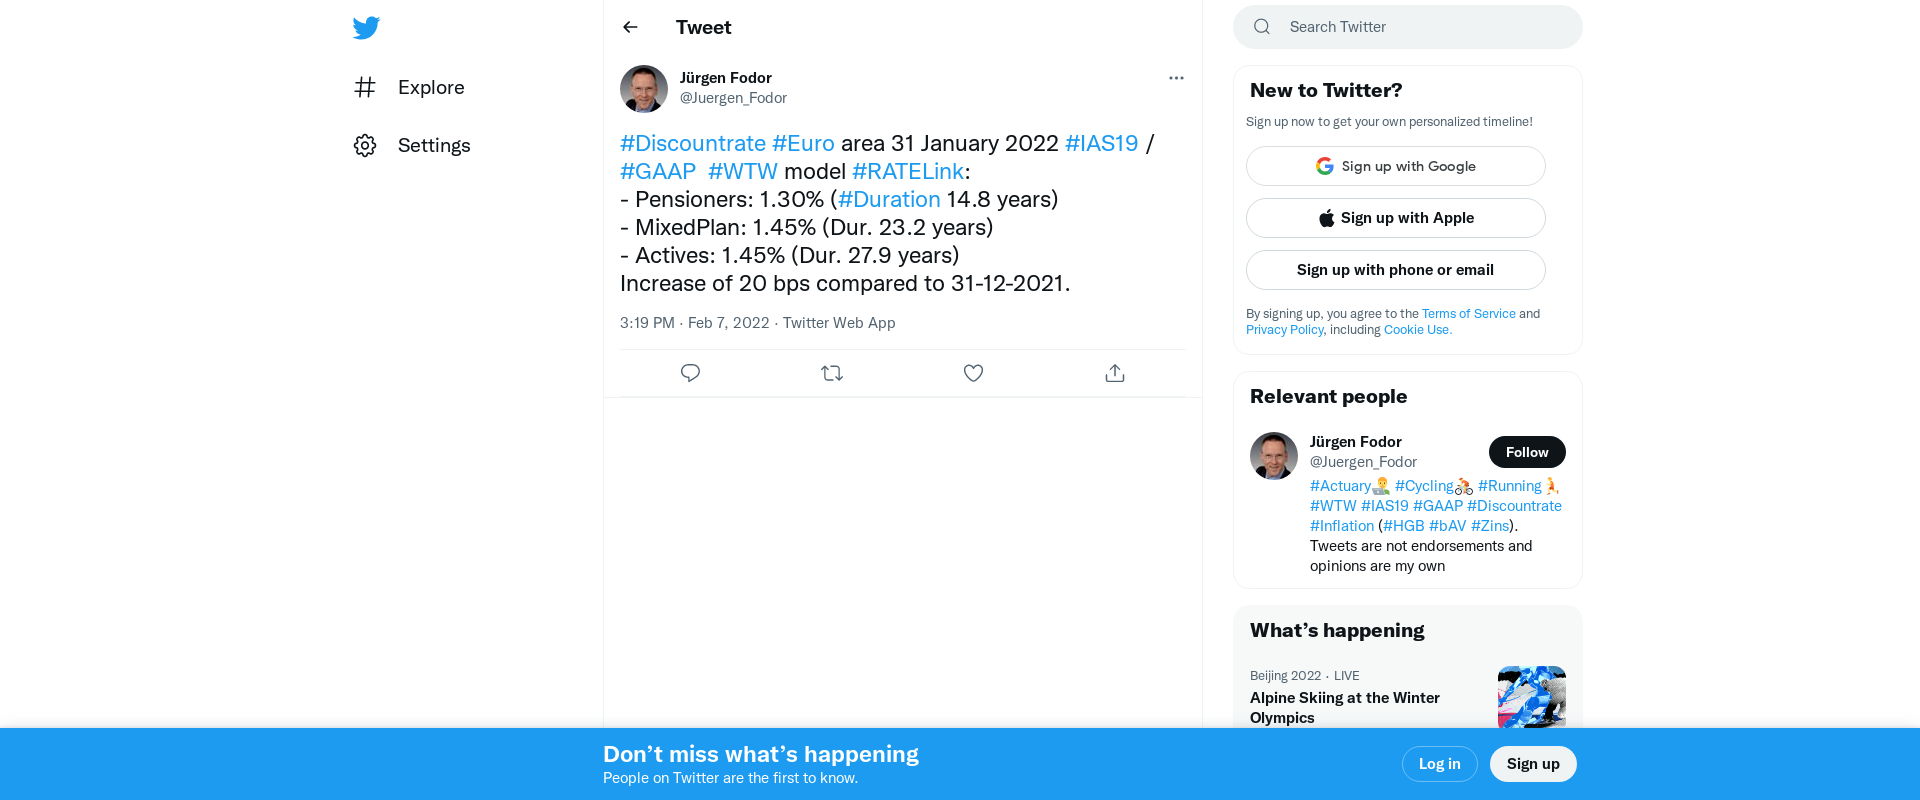 Explore
Settings
Tweet
Jürgen Fodor
@Juergen_Fodor
#Discountrate #Euro area 31 January 2022 #IAS19 /
#GAAP  #WTW model #RATELink:
- Pensioners: 1.30% (#Duration 14.8 years)
- MixedPlan: 1.45% (Dur. 23.2 years)
- Actives: 1.45% (Dur. 27.9 years)
Increase of 20 bps compared to 31-12-2021.
3:19 PM · Feb 7, 2022 · Twitter Web App
Search Twitter
New to Twitter?
Sign up now to get your own personalized timeline!
Sign up with Google
Sign up with Apple
Sign up with phone or email
By signing up, you agree to the Terms of Service and
Privacy Policy, including Cookie Use.
Relevant people
Jürgen Fodor
@Juergen_Fodor
Follow
#Actuary🧑‍💻 #Cycling🚴 #Running🏃
#WTW #IAS19 #GAAP #Discountrate
#Inflation (#HGB #bAV #Zins).
Tweets are not endorsements and
opinions are my own
What’s happening
Beijing 2022 · LIVE
Alpine Skiing at the Winter
Olympics
Don’t miss what’s happening
People on Twitter are the first to know.
Log in
Sign up